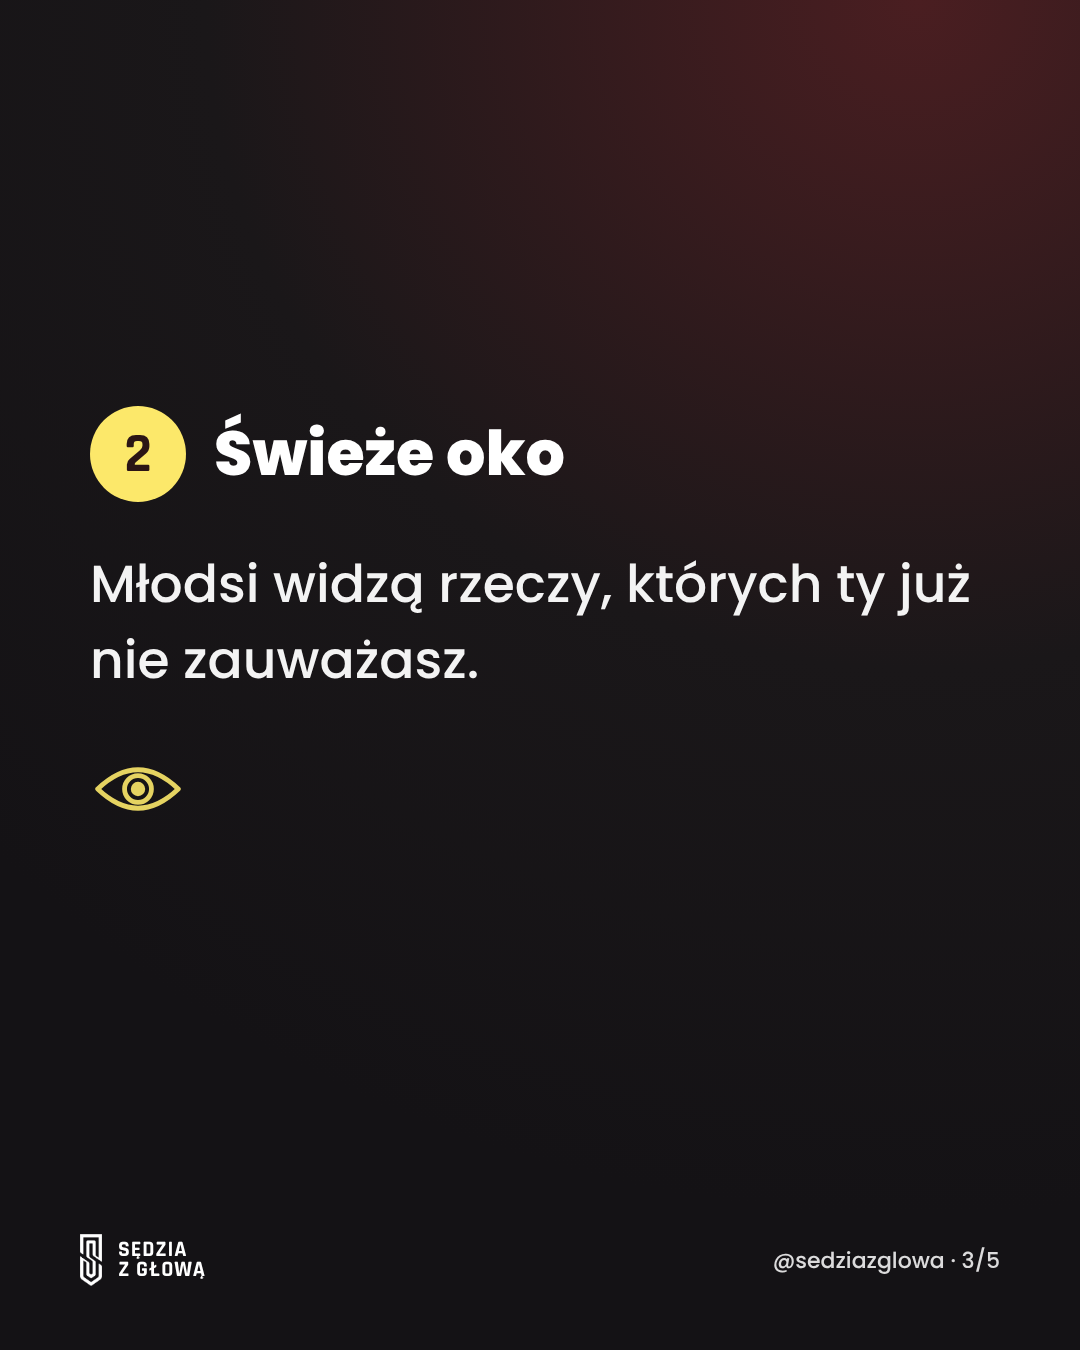 2 Świeże oko
Młodsi widzą rzeczy, których ty już
nie zauważasz.
SĘDZIA
Z GŁOWĄ
@sedziazglowa · 3/5